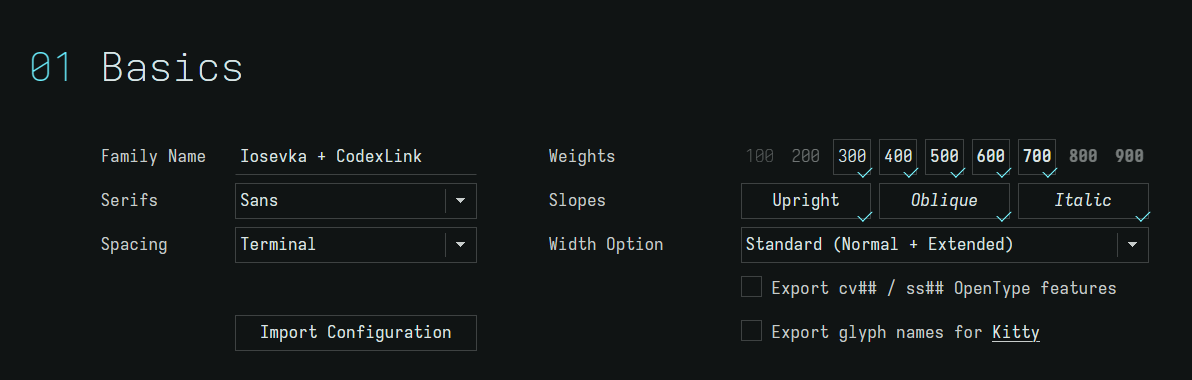 01 Basics
Family Name Iosevka + CodexLink
Serifs Sans
Spacing Terminal
Import Configuration
Weights 100 200 300 400 500 600 700 800 900
Slopes Upright Oblique Italic
Width Option Standard (Normal + Extended)
Export cv## / ss## OpenType features
Export glyph names for Kitty